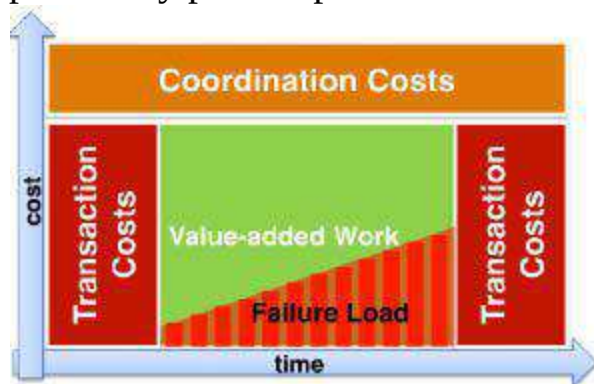 Coordination Costs
cost
Transaction
Costs
Value-added Work
Failure Load
Transaction
Costs
time